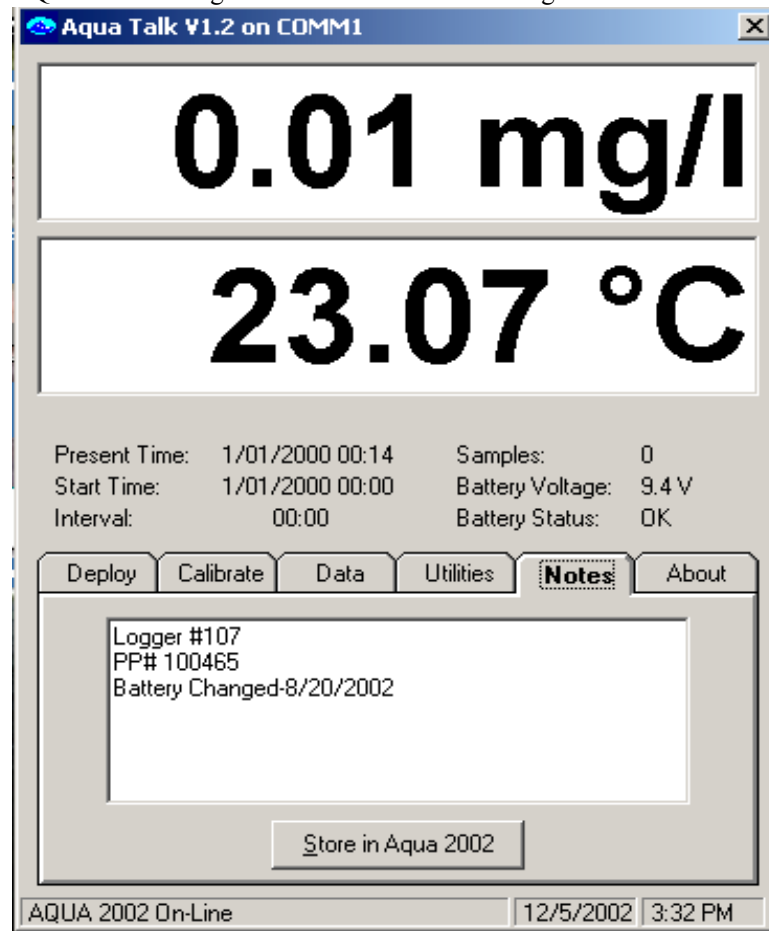 Aqua Talk V1.2 on COMM1
0.01 mg/l
23.07 °C
Present Time: 1/01/2000 00:14 Samples: 0
Start Time: 1/01/2000 00:00 Battery Voltage: 9.4 V
Interval: 00:00 Battery Status: OK
Deploy Calibrate Data Utilities Notes About
Logger #107
PP# 100465
Battery Changed-8/20/2002
Store in Aqua 2002
AQUA 2002 On-Line 12/5/2002 3:32 PM